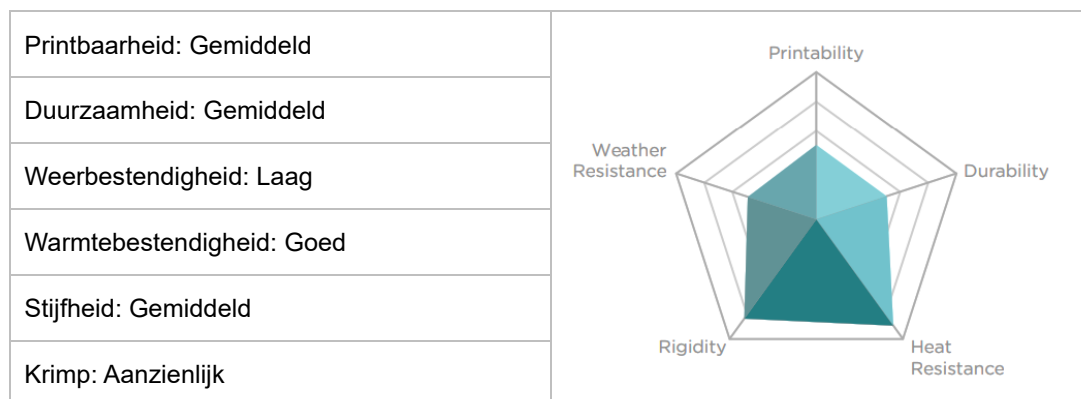 Printbaarheid: Gemiddeld
Duurzaamheid: Gemiddeld
Weerbestendigheid: Laag
Warmtebestendigheid: Goed
Stijfheid: Gemiddeld
Krimp: Aanzienlijk
Printability
Weather
Resistance
Durability
Rigidity
Heat
Resistance